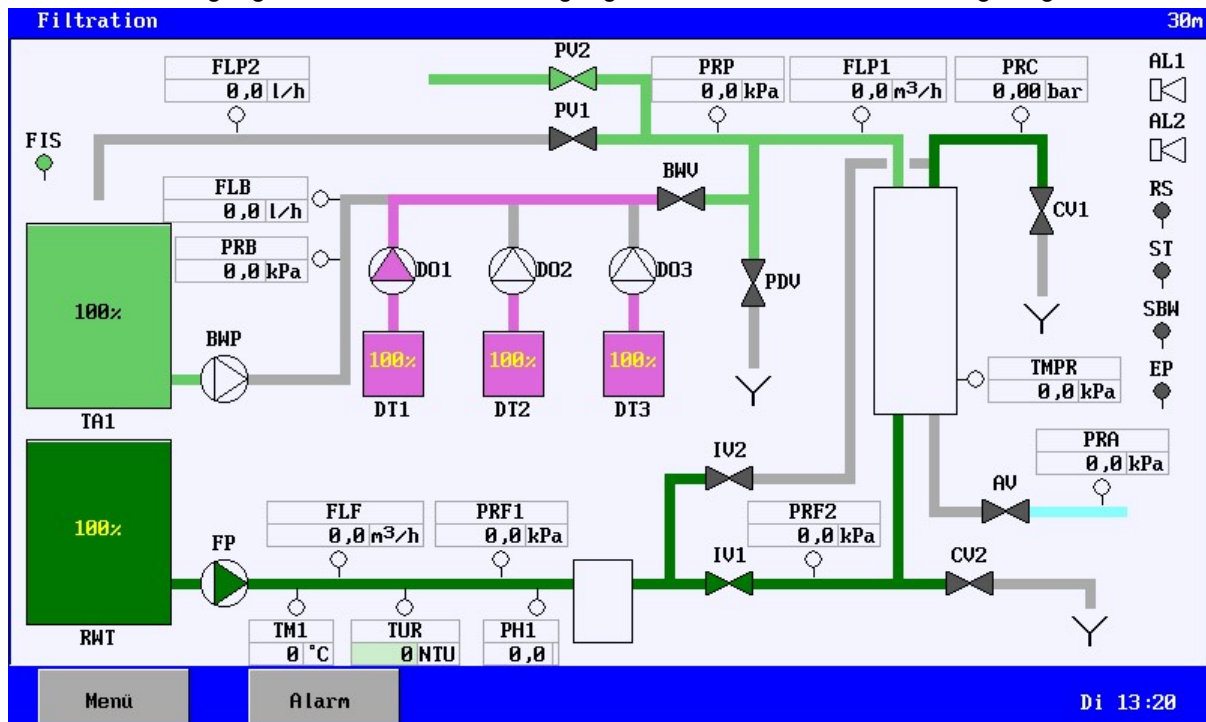 Filtration 30m
PV2
FLP2 PRP FLP1 PRC AL1
0,0 l/h 0,0 kPa 0,0 m³/h 0,00 bar
PV1
AL2
FIS
BWV
FLB RS
0,0 l/h
CV1
PRB ST
0,0 kPa DO1 DO2 DO3
PDV
100% SBW
BWP
100% 100% 100% TMPR EP
0,0 kPa
DT1 DT2 DT3
TA1
PRA
IV2 0,0 kPa
AV
FLF PRF1 PRF2
100% 0,0 m³/h 0,0 kPa 0,0 kPa
FP IV1 CV2
RWT TM1 TUR PH1
0 °C 0 NTU 0,0
Menü Alarm Di 13:20